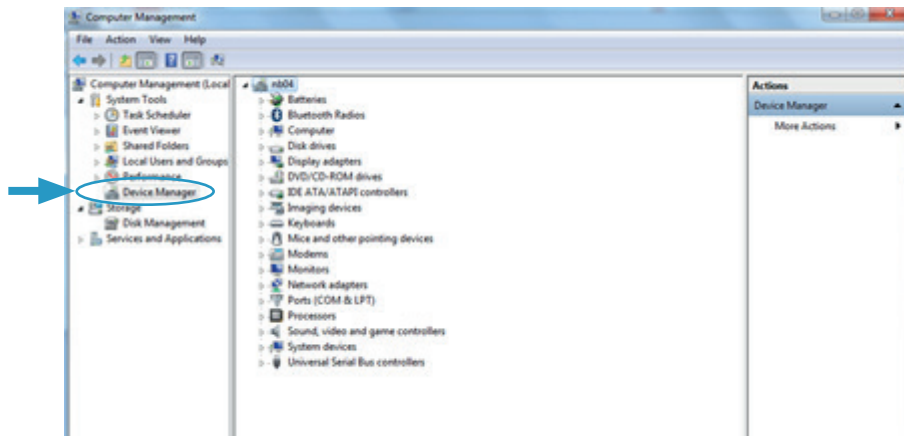 Computer Management
File Action View Help
Computer Management (Local
System Tools
Task Scheduler
Event Viewer
Shared Folders
Local Users and Groups
Performance
Device Manager
Storage
Disk Management
Services and Applications
nb04
Batteries
Bluetooth Radios
Computer
Disk drives
Display adapters
DVD/CD-ROM drives
IDE ATA/ATAPI controllers
Imaging devices
Keyboards
Mice and other pointing devices
Modems
Monitors
Network adapters
Ports (COM & LPT)
Processors
Sound, video and game controllers
System devices
Universal Serial Bus controllers
Actions
Device Manager
More Actions